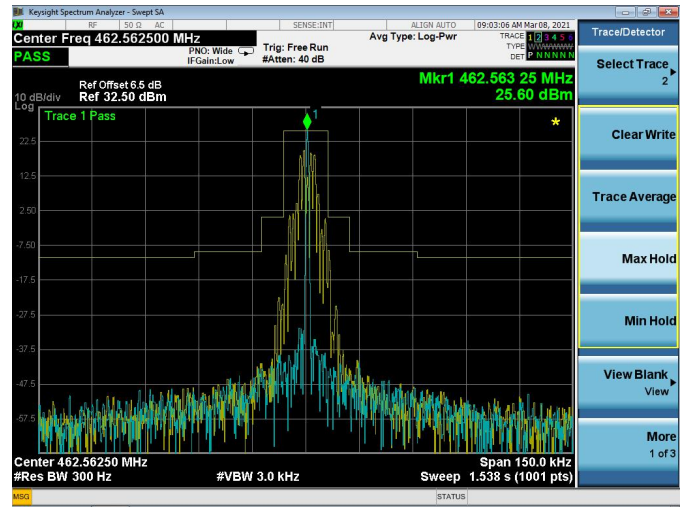 Keysight Spectrum Analyzer - Swept SA
RF 50 Ω AC SENSE:INT ALIGN AUTO 09:03:06 AM Mar 08, 2021
Center Freq 462.562500 MHz
PASS
PNO: Wide
IFGain:Low
Trig: Free Run
#Atten: 40 dB
Avg Type: Log-Pwr
TRACE 1 2 3 4 5 6
TYPE
DET P N N N N N
Ref Offset 6.5 dB
10 dB/div Ref 32.50 dBm
Log
Mkr1 462.563 25 MHz
25.60 dBm
Trace 1 Pass
1
*
22.5
12.5
2.50
-7.50
-17.5
-27.5
-37.5
-47.5
-57.5
Center 462.56250 MHz
#Res BW 300 Hz
#VBW 3.0 kHz
Span 150.0 kHz
Sweep 1.538 s (1001 pts)
MSG
STATUS
Trace/Detector
Select Trace
2
Clear Write
Trace Average
Max Hold
Min Hold
View Blank
View
More
1 of 3